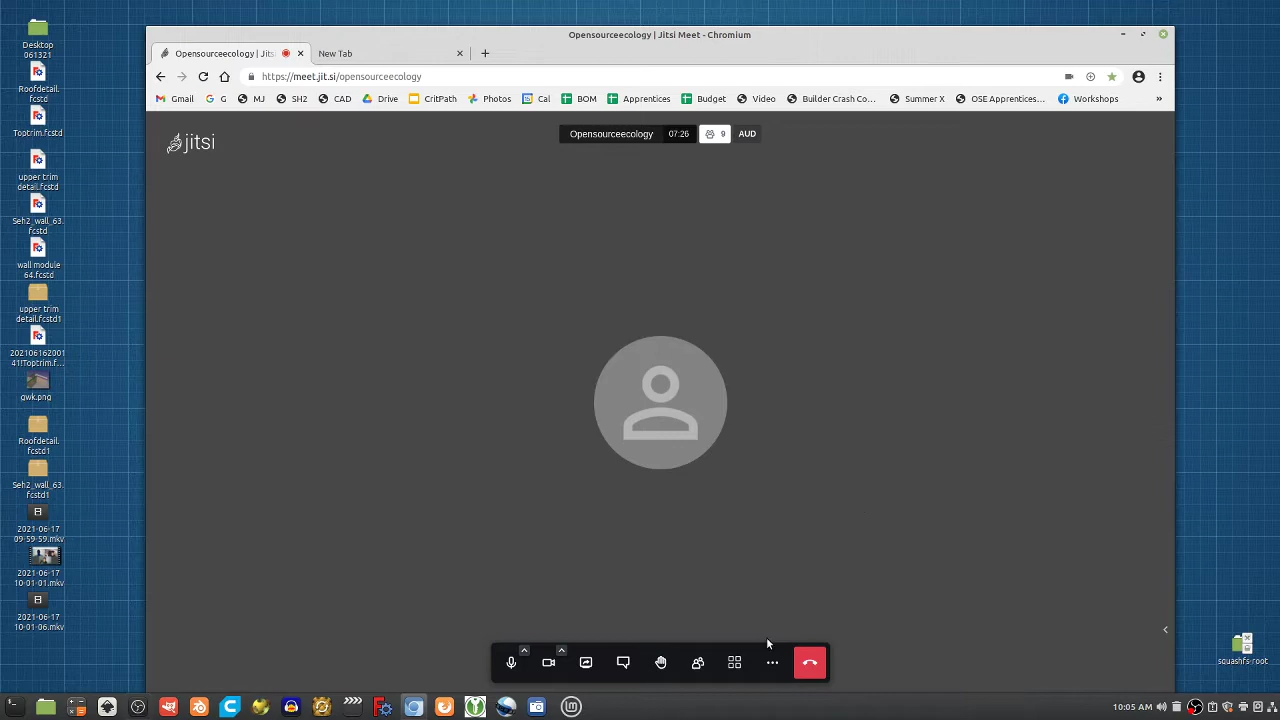 Opensourceecology | Jitsi Meet - Chromium
Opensourceecology | Jits
New Tab
https://meet.jit.si/opensourceecology
Gmail
G
MJ
SH2
CAD
Drive
CritPath
Photos
Cal
BOM
Apprentices
Budget
Video
Builder Crash Co...
Summer X
OSE Apprentices...
Workshops
»
jitsi
Opensourceecology
07:26
9
AUD
Desktop
061321
Roofdetail.
fcstd
Toptrim.fcstd
upper trim
detail.fcstd
Seh2_wall_63.
fcstd
wall module
64.fcstd
upper trim
detail.fcstd1
202106162001
41!Toptrim.f...
gwk.png
Roofdetail.
fcstd1
Seh2_wall_63.
fcstd1
2021-06-17
09-59-59.mkv
2021-06-17
10-01-01.mkv
2021-06-17
10-01-06.mkv
squashfs-root
10:05 AM